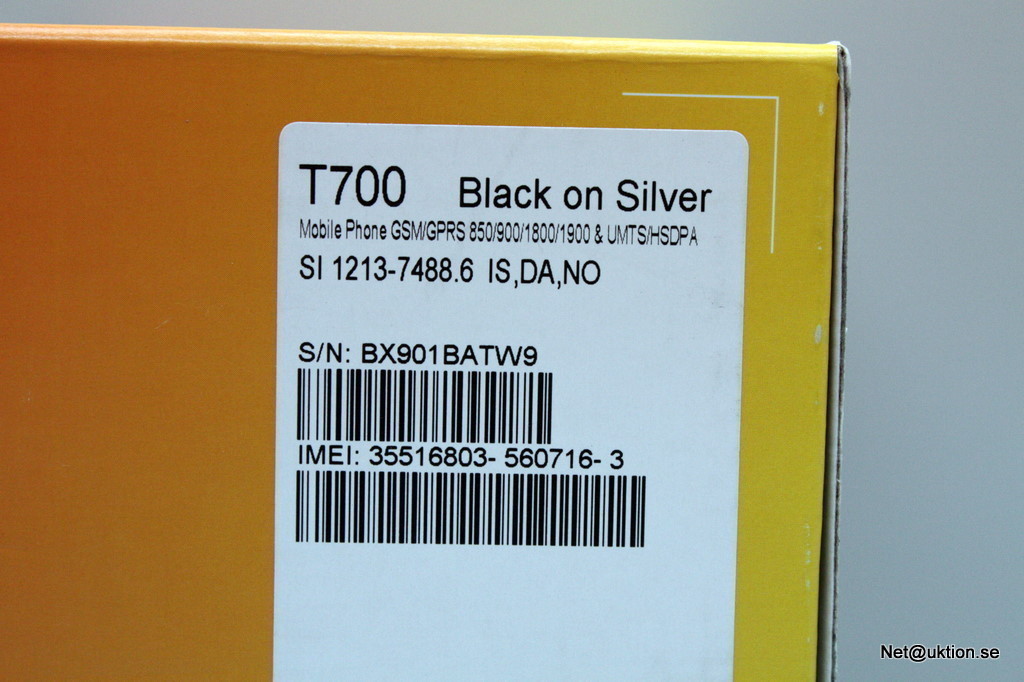 T700 Black on Silver
Mobile Phone GSM/GPRS 850/900/1800/1900 & UMTS/HSDPA
SI 1213-7488.6 IS,DA,NO
S/N: BX901BATW9
IMEI: 35516803- 560716- 3
Net@uktion.se